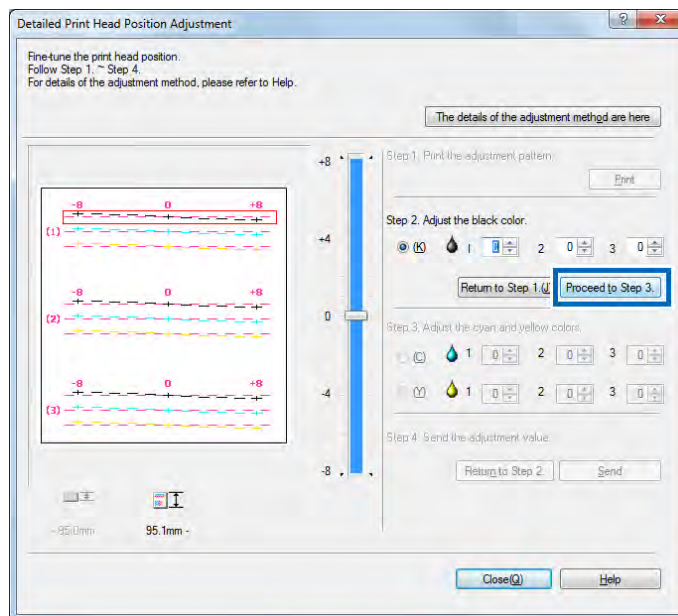 Detailed Print Head Position Adjustment
Fine-tune the print head position.
Follow Step 1. ~ Step 4.
For details of the adjustment method, please refer to Help.
The details of the adjustment method are here
+8
+4
0
-4
-8
-8 0 +8
(1)
-8 0 +8
(2)
-8 0 +8
(3)
- 95.0mm
95.1mm -
Step 1. Print the adjustment pattern.
Print
Step 2. Adjust the black color.
(K) 1 0 2 0 3 0
Return to Step 1.(J)
Proceed to Step 3.
Step 3. Adjust the cyan and yellow colors.
(C) 1 0 2 0 3 0
(Y) 1 0 2 0 3 0
Step 4. Send the adjustment value.
Return to Step 2.
Send
Close(Q)
Help